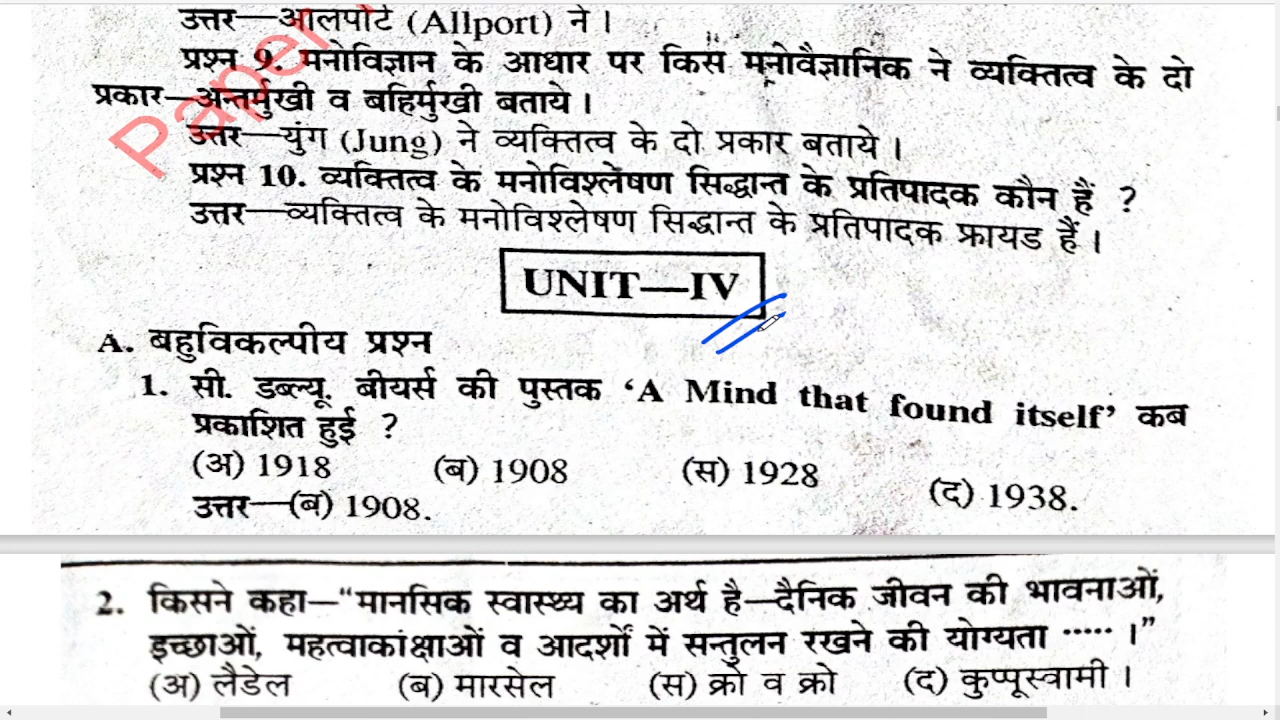 उत्तर—आलपोर्ट (Allport) ने।
प्रश्न 9. मनोविज्ञान के आधार पर किस मनोवैज्ञानिक ने व्यक्तित्व के दो
प्रकार—अन्तर्मुखी व बहिर्मुखी बताये।
उत्तर—युंग (Jung) ने व्यक्तित्व के दो प्रकार बताये।
प्रश्न 10. व्यक्तित्व के मनोविश्लेषण सिद्धान्त के प्रतिपादक कौन हैं ?
उत्तर—व्यक्तित्व के मनोविश्लेषण सिद्धान्त के प्रतिपादक फ्रायड हैं।
UNIT—IV
A. बहुविकल्पीय प्रश्न
1. सी. डब्ल्यू. बीयर्स की पुस्तक ‘A Mind that found itself’ कब
प्रकाशित हुई ?
(अ) 1918 (ब) 1908 (स) 1928 (द) 1938.
उत्तर—(ब) 1908.
2. किसने कहा—“मानसिक स्वास्थ्य का अर्थ है—दैनिक जीवन की भावनाओं,
इच्छाओं, महत्वाकांक्षाओं व आदर्शों में सन्तुलन रखने की योग्यता ..... ।”
(अ) लैडेल (ब) मारसेल (स) क्रो व क्रो (द) कुप्पूस्वामी।
Paper